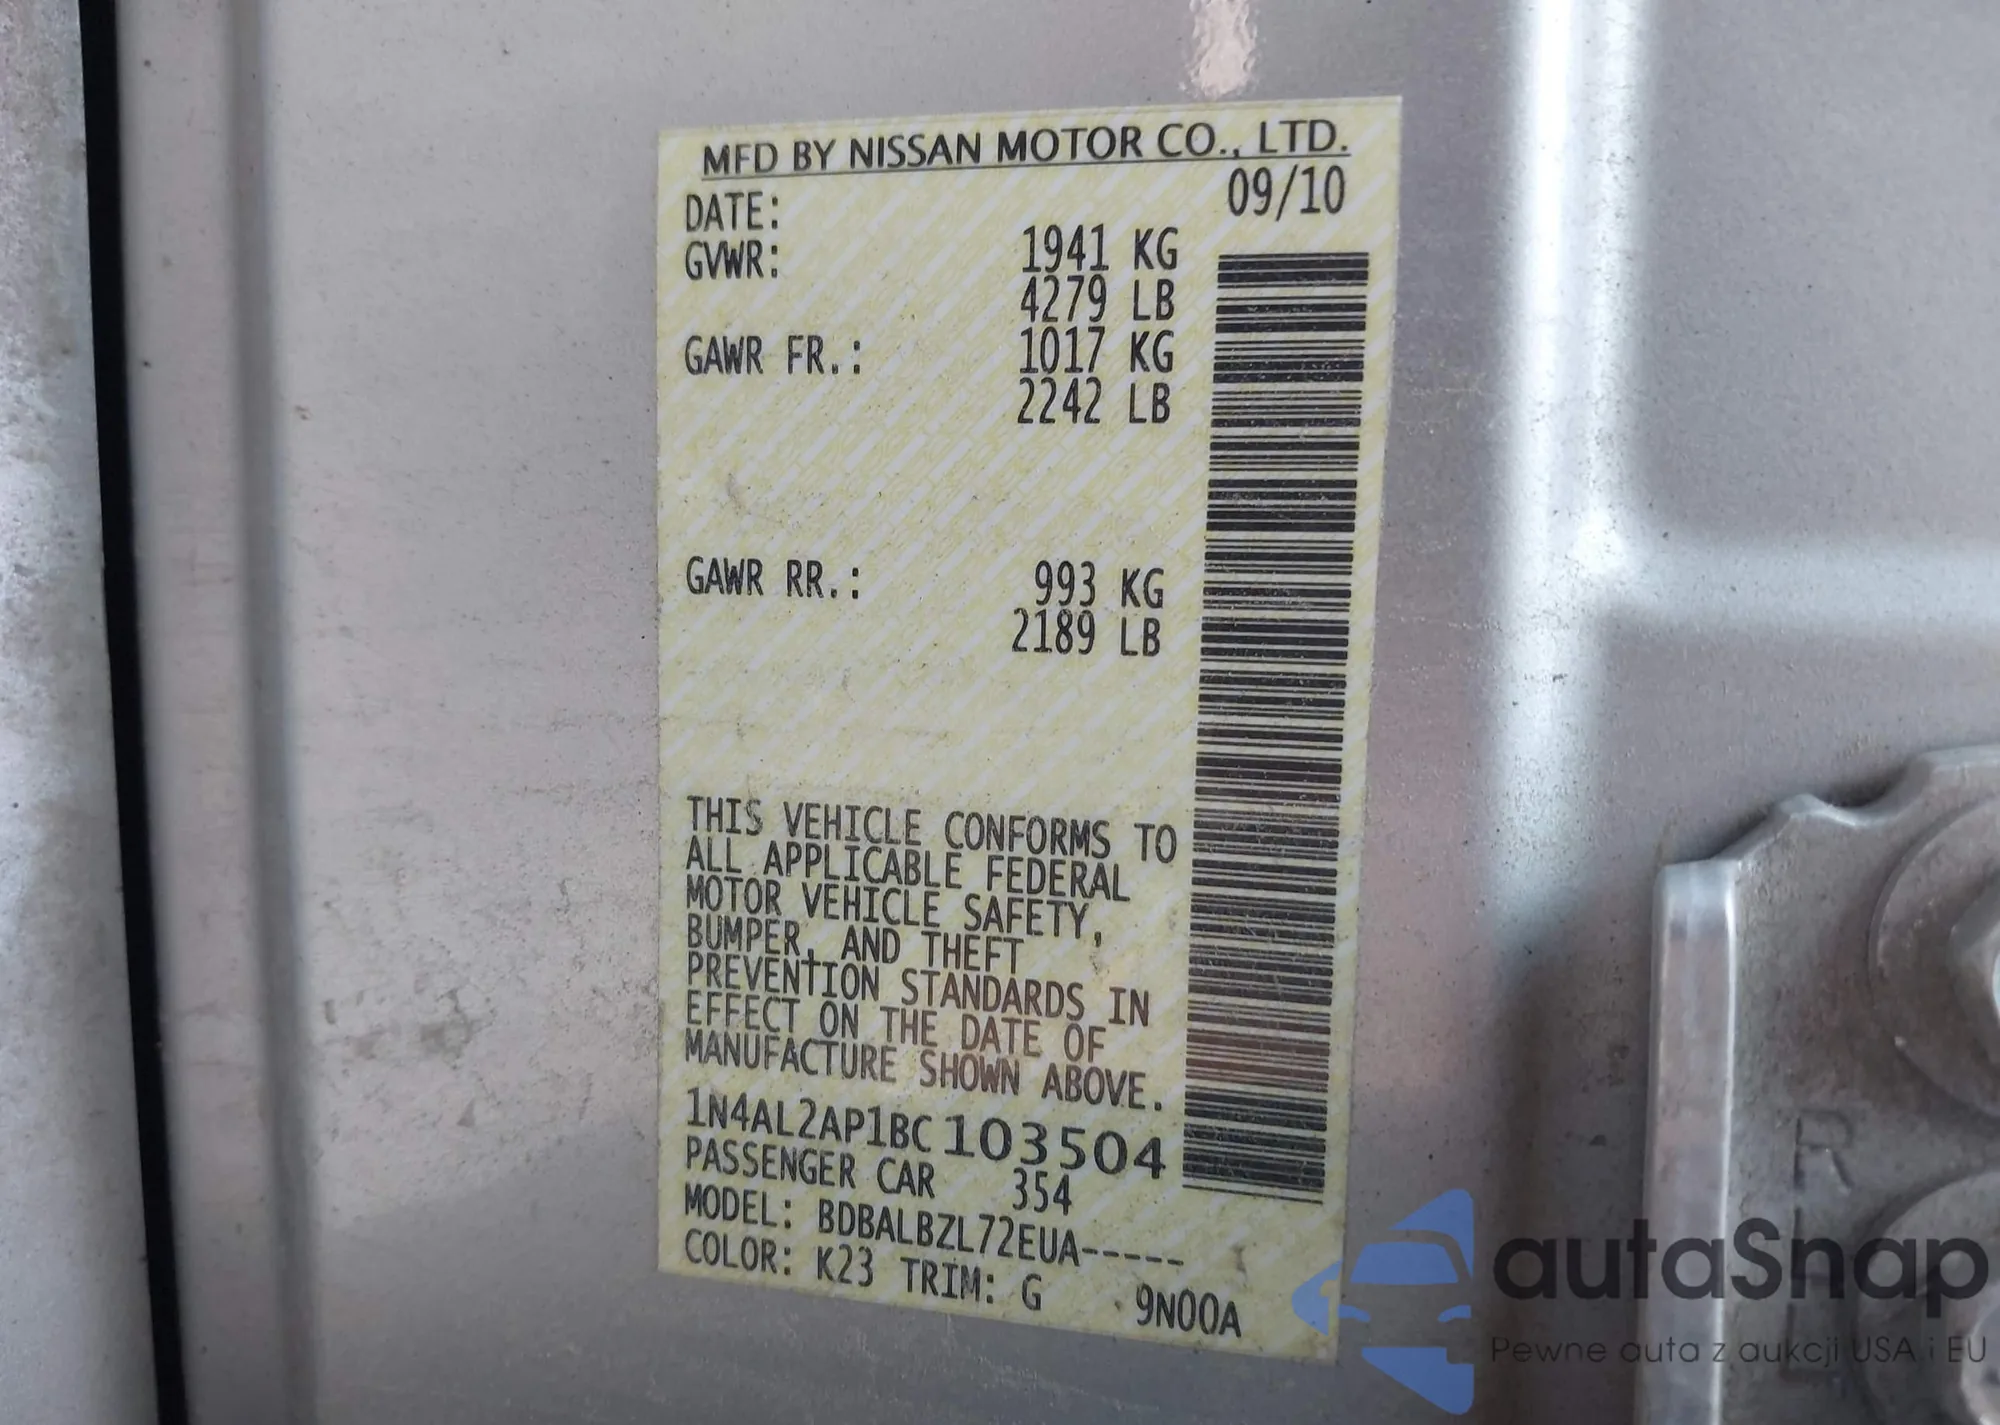 MFD BY NISSAN MOTOR CO., LTD.
DATE: 09/10
GVWR: 1941 KG
4279 LB
GAWR FR.: 1017 KG
2242 LB
GAWR RR.: 993 KG
2189 LB
THIS VEHICLE CONFORMS TO
ALL APPLICABLE FEDERAL
MOTOR VEHICLE SAFETY,
BUMPER, AND THEFT
PREVENTION STANDARDS IN
EFFECT ON THE DATE OF
MANUFACTURE SHOWN ABOVE.
1N4AL2AP1BC103504
PASSENGER CAR 354
MODEL: BDBALBZL72EUA-----
COLOR: K23 TRIM: G 9N00A
R
L
autaSnap
Pewne auta z aukcji USA i EU